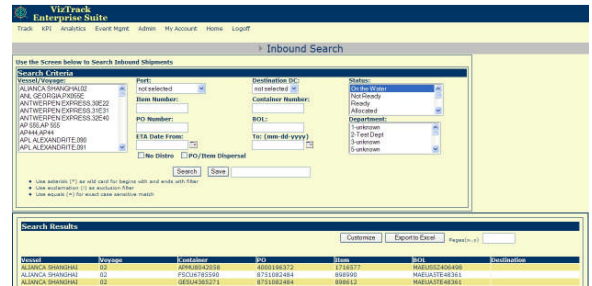 VizTrack
Enterprise Suite
Track KPI Analytics Event Mgmt Admin My Account Home Logoff
Inbound Search
Use the Screen below to Search Inbound Shipments
Search Criteria
Vessel/Voyage: Port: Destination DC: Status:
ALIANCA SHANGHAI,02 not selected not selected On the Water
ANL GEORGIA,PX055E Not Ready
ANTWERPEN EXPRESS,30E22 Item Number: Container Number: Ready
ANTWERPEN EXPRESS,31E31 Allocated
ANTWERPEN EXPRESS,32E40 PO Number: BOL: Department:
AP 555,AP 555 1-unknown
AP444,AP44 2-Test Dept
APL ALEXANDRITE,090 ETA Date From: To: (mm-dd-yyyy) 3-unknown
APL ALEXANDRITE,091 5-unknown
No Distro PO/Item Dispersal
Search Save
Use asterisk (*) as wild card for begins with and ends with filter
Use exclamation (!) as exclusion filter
Use equals (=) for exact case sensitive match
Search Results
Customize Export to Excel Pages
Vessel Voyage Container PO Item BOL Destination
ALIANCA SHANGHAI 02 4000196372 1716577
ALIANCA SHANGHAI 02 FSCU6785590 8751082484 898990 MAEUASTE48361
ALIANCA SHANGHAI 02 GESU4385271 8751082484 898612 MAEUASTE48361